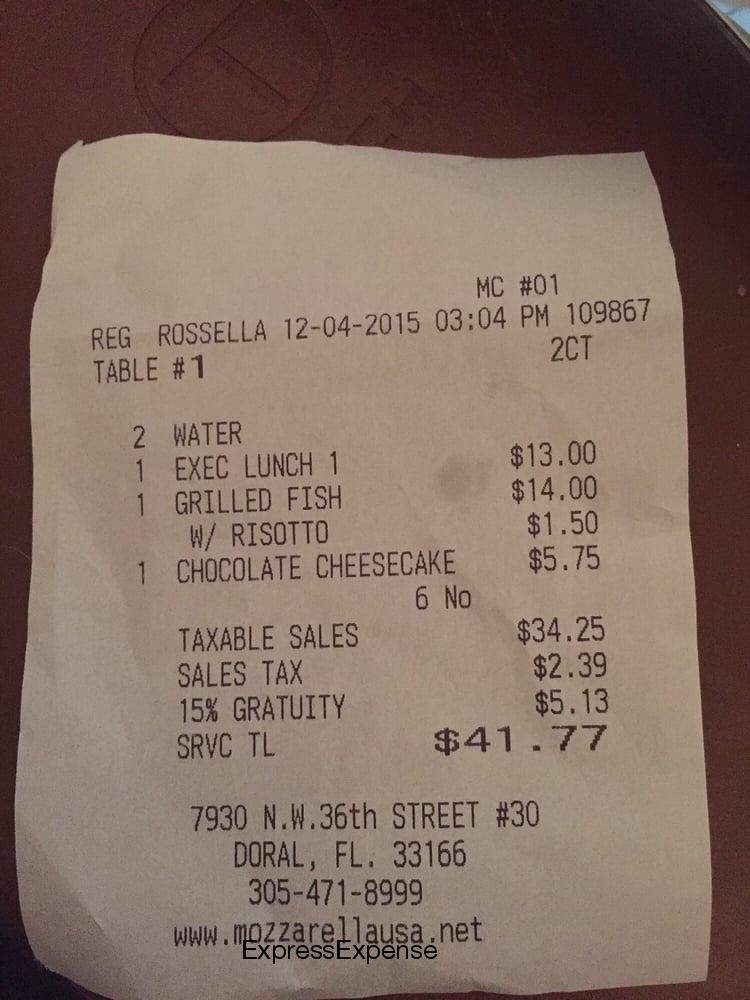 MC #01
REG ROSSELLA 12-04-2015 03:04 PM 109867
TABLE #1 2CT
2 WATER
1 EXEC LUNCH 1 $13.00
1 GRILLED FISH $14.00
W/ RISOTTO $1.50
1 CHOCOLATE CHEESECAKE $5.75
6 No
TAXABLE SALES $34.25
SALES TAX $2.39
15% GRATUITY $5.13
SRVC TL $41.77
7930 N.W.36th STREET #30
DORAL, FL. 33166
305-471-8999
www.mozzarellausa.net
ExpressExpense